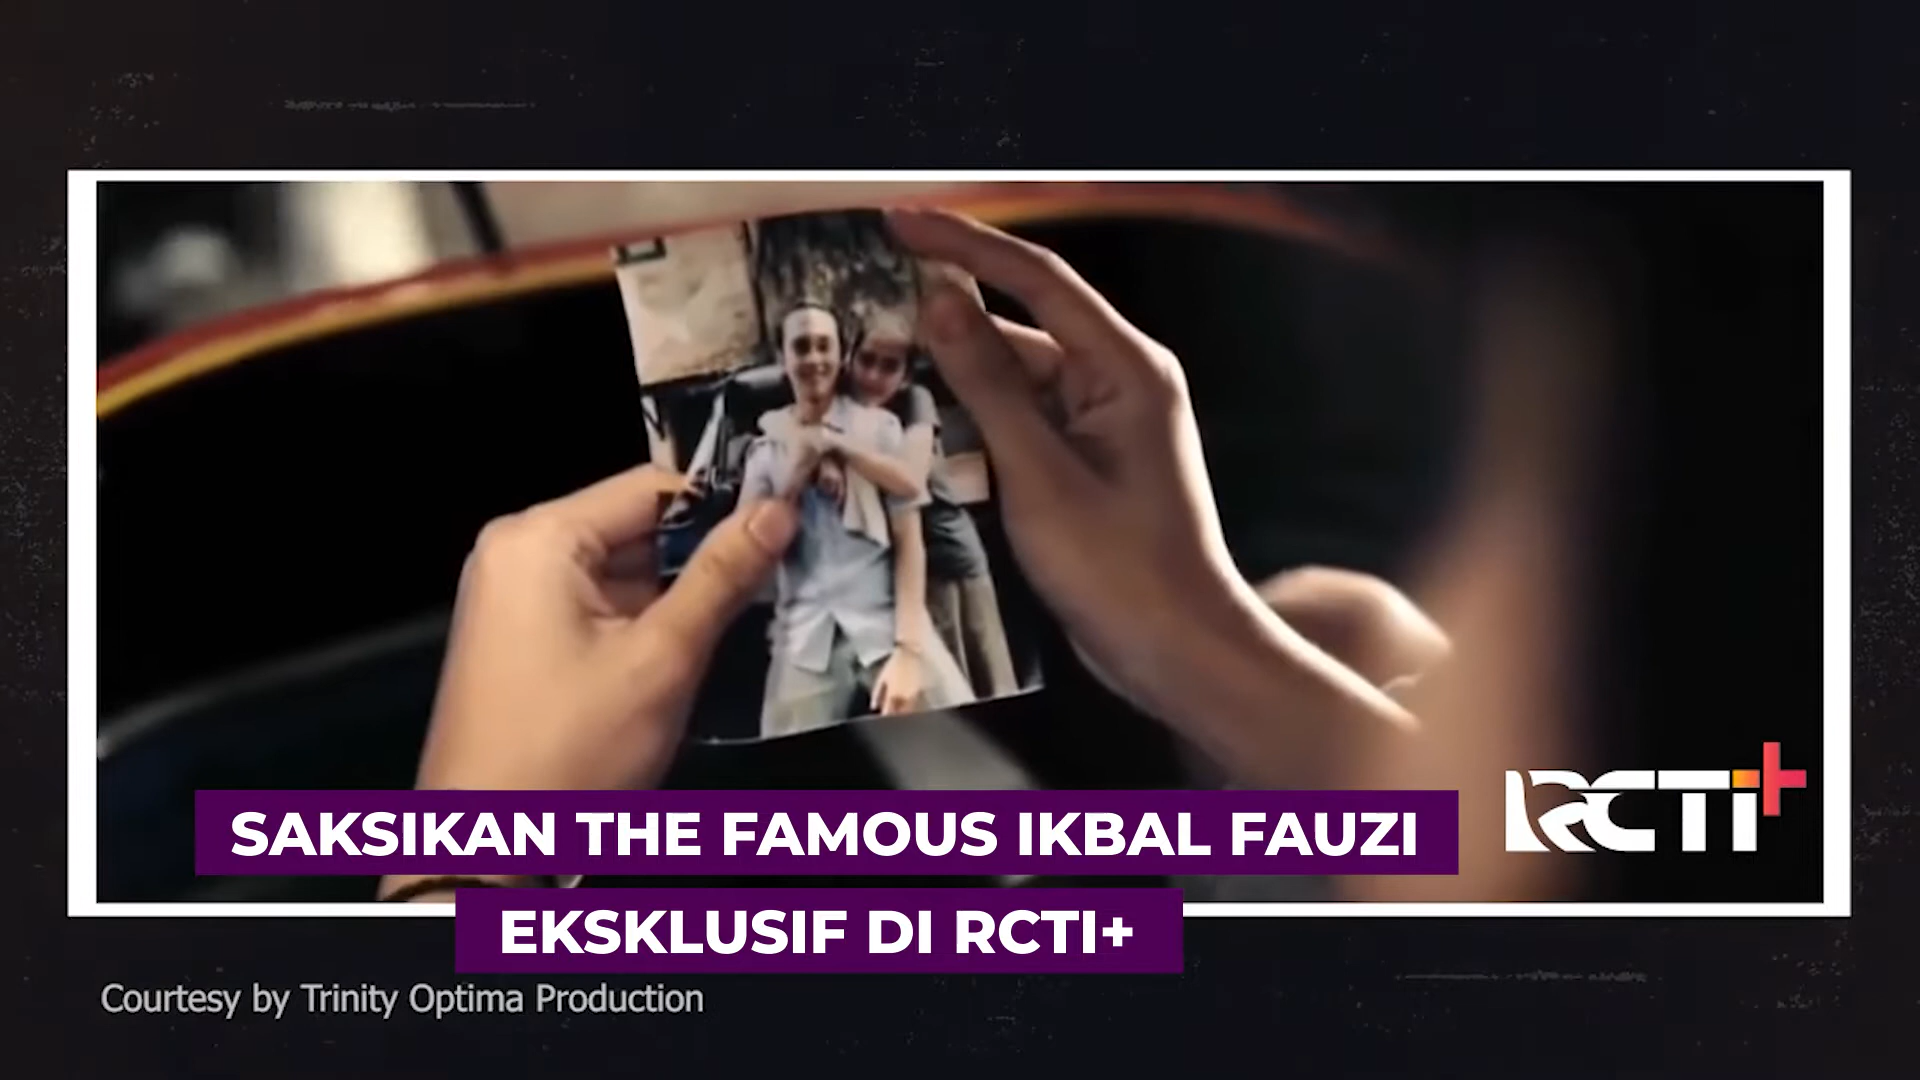 RCTI+
SAKSIKAN THE FAMOUS IKBAL FAUZI
EKSKLUSIF DI RCTI+
Courtesy by Trinity Optima Production